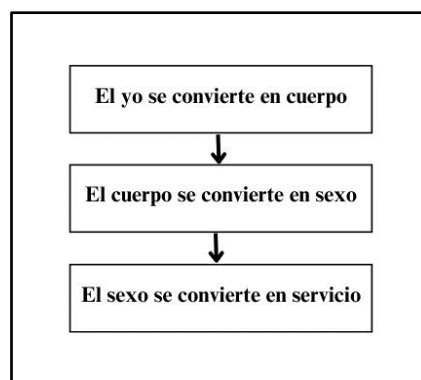 El yo se convierte en cuerpo
El cuerpo se convierte en sexo
El sexo se convierte en servicio